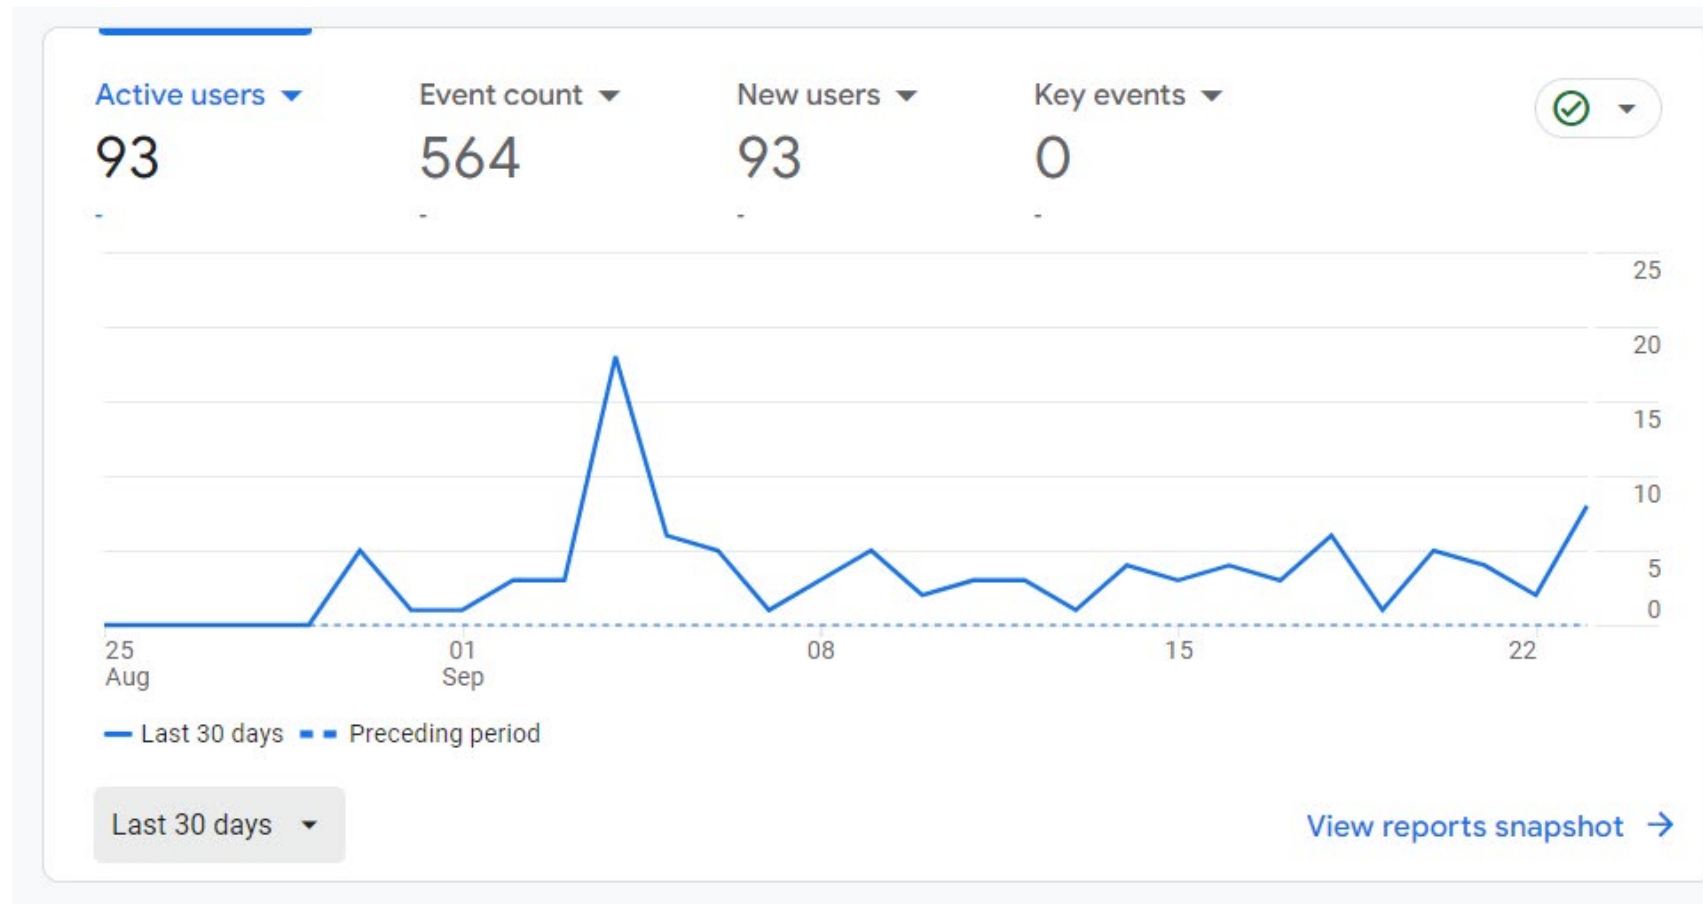 Active users
93
-
Event count
564
-
New users
93
-
Key events
0
-
25
20
15
10
5
0
25 01 08 15 22
Aug Sep
Last 30 days Preceding period
Last 30 days
View reports snapshot →